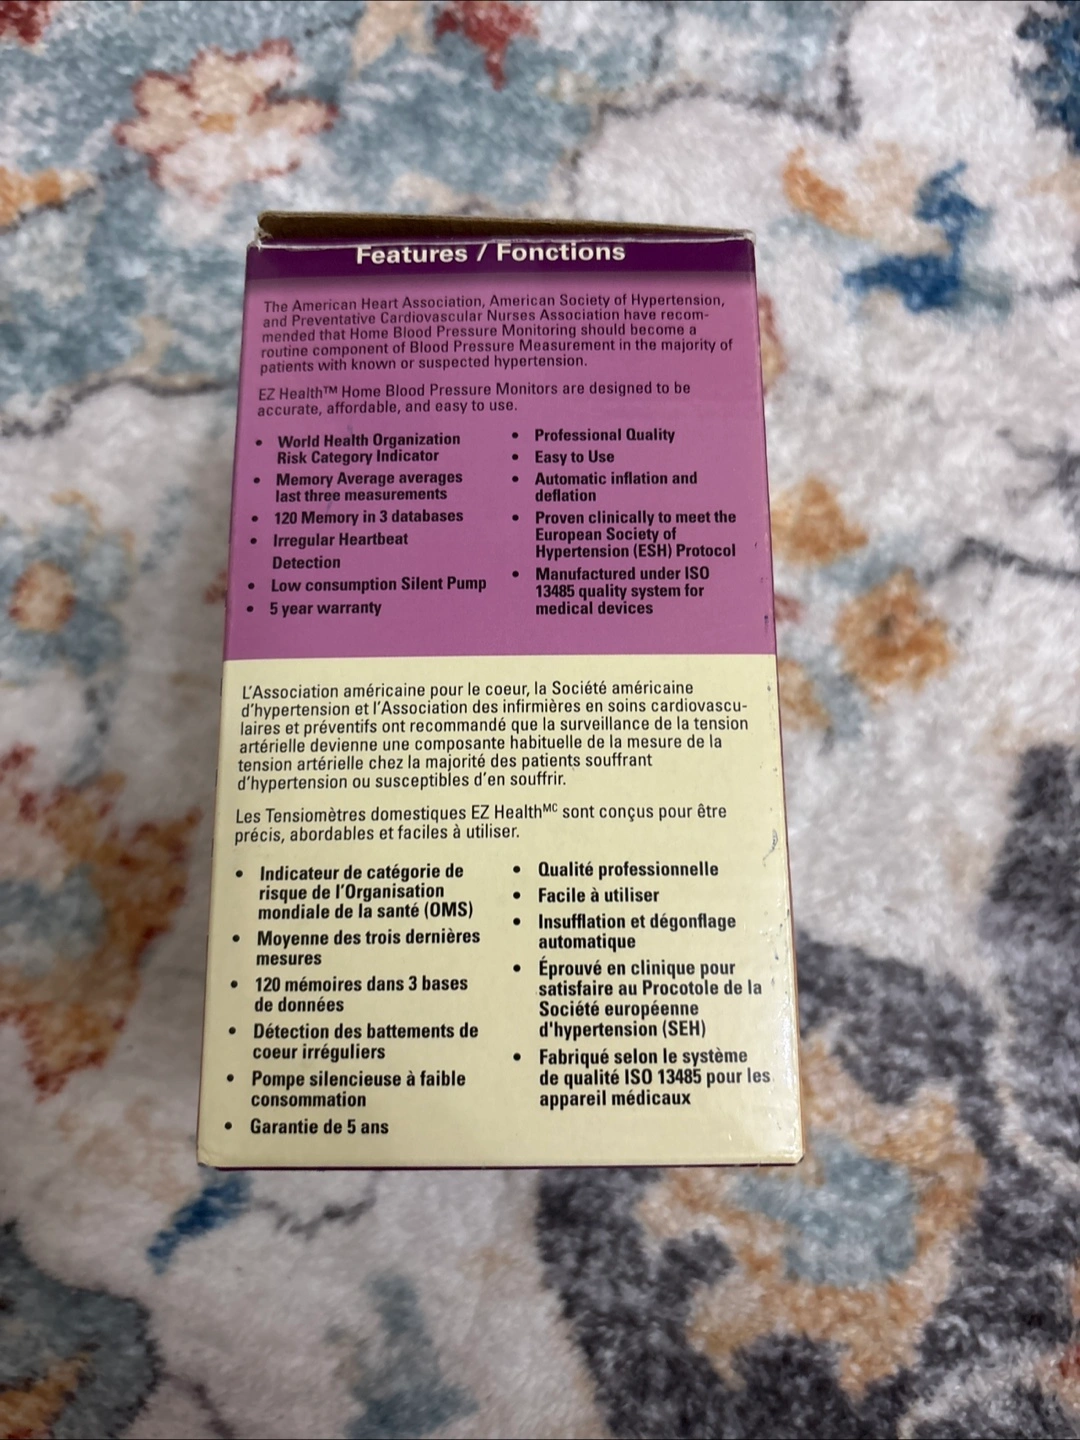 Features / Fonctions
The American Heart Association, American Society of Hypertension,
and Preventative Cardiovascular Nurses Association have recom-
mended that Home Blood Pressure Monitoring should become a
routine component of Blood Pressure Measurement in the majority of
patients with known or suspected hypertension.
EZ Health™ Home Blood Pressure Monitors are designed to be
accurate, affordable, and easy to use.
• World Health Organization
Risk Category Indicator
• Memory Average averages
last three measurements
• 120 Memory in 3 databases
• Irregular Heartbeat
Detection
• Low consumption Silent Pump
• 5 year warranty
• Professional Quality
• Easy to Use
• Automatic inflation and
deflation
• Proven clinically to meet the
European Society of
Hypertension (ESH) Protocol
• Manufactured under ISO
13485 quality system for
medical devices
L'Association américaine pour le coeur, la Société américaine
d'hypertension et l'Association des infirmières en soins cardiovascu-
laires et préventifs ont recommandé que la surveillance de la tension
artérielle devienne une composante habituelle de la mesure de la
tension artérielle chez la majorité des patients souffrant
d'hypertension ou susceptibles d'en souffrir.
Les Tensiomètres domestiques EZ Healthᴹᶜ sont conçus pour être
précis, abordables et faciles à utiliser.
• Indicateur de catégorie de
risque de l'Organisation
mondiale de la santé (OMS)
• Moyenne des trois dernières
mesures
• 120 mémoires dans 3 bases
de données
• Détection des battements de
coeur irréguliers
• Pompe silencieuse à faible
consommation
• Garantie de 5 ans
• Qualité professionnelle
• Facile à utiliser
• Insufflation et dégonflage
automatique
• Éprouvé en clinique pour
satisfaire au Procotole de la
Société européenne
d'hypertension (SEH)
• Fabriqué selon le système
de qualité ISO 13485 pour les
appareil médicaux